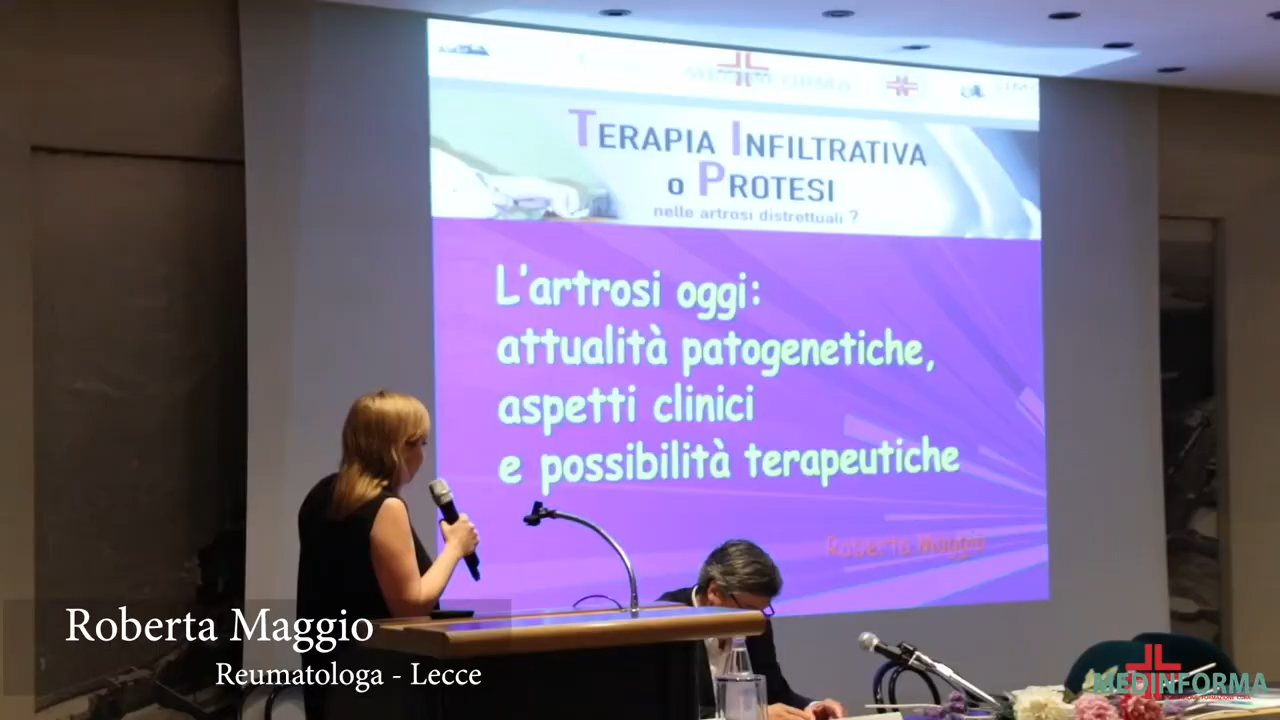 TERAPIA INFILTRATIVA
o PROTESI
nelle artrosi distrettuali ?
L'artrosi oggi:
attualità patogenetiche,
aspetti clinici
e possibilità terapeutiche
Roberta Maggio
Roberta Maggio
Reumatologa - Lecce
MEDINFORMA